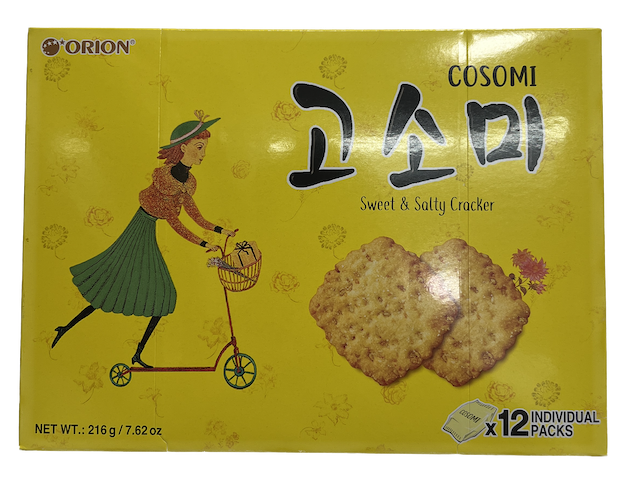 ORION®
COSOMI
고소미
Sweet & Salty Cracker
NET WT.: 216 g / 7.62 oz
COSOMI
x12 INDIVIDUAL
PACKS